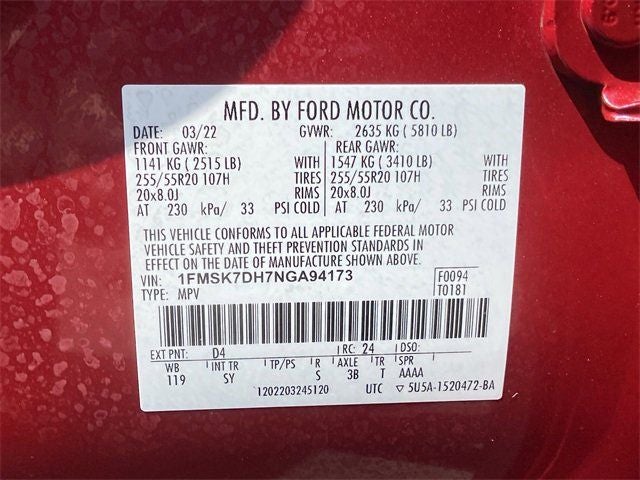 MFD. BY FORD MOTOR CO.
DATE: 03/22 GVWR: 2635 KG ( 5810 LB)
FRONT GAWR: REAR GAWR:
1141 KG ( 2515 LB) WITH 1547 KG ( 3410 LB) WITH
255/55R20 107H TIRES 255/55R20 107H TIRES
20x8.0J RIMS 20x8.0J RIMS
AT 230 kPa/ 33 PSI COLD AT 230 kPa/ 33 PSI COLD
THIS VEHICLE CONFORMS TO ALL APPLICABLE FEDERAL MOTOR
VEHICLE SAFETY AND THEFT PREVENTION STANDARDS IN
EFFECT ON THE DATE OF MANUFACTURE SHOWN ABOVE.
VIN: 1FMSK7DH7NGA94173 F0094
TYPE: MPV T0181
EXT PNT: D4 RC: 24 DSO:
WB INT TR TP/PS R AXLE TR SPR
119 SY S 3B T AAAA
1202203245120 UTC ▽5U5A-1520472-BA